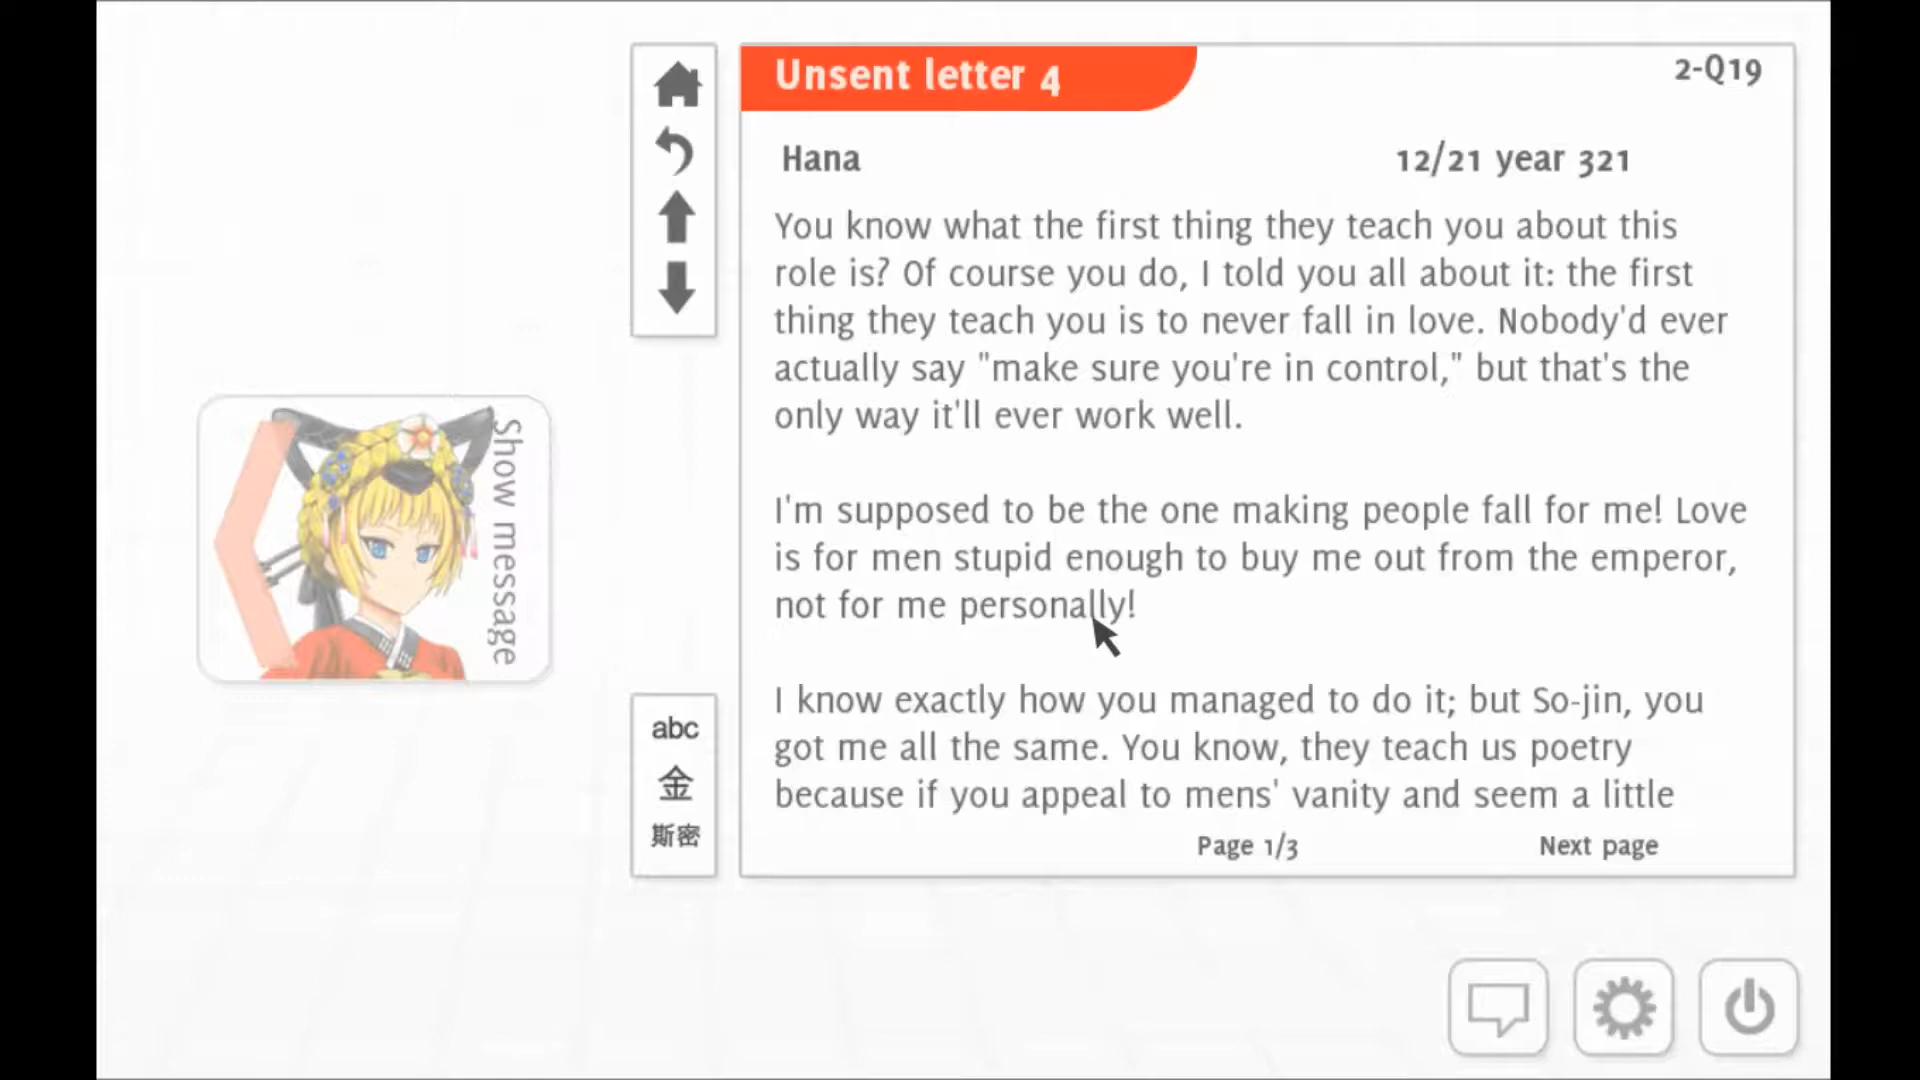 Unsent letter 4
2-Q19
Hana
12/21 year 321
You know what the first thing they teach you about this
role is? Of course you do, I told you all about it: the first
thing they teach you is to never fall in love. Nobody'd ever
actually say "make sure you're in control," but that's the
only way it'll ever work well.
I'm supposed to be the one making people fall for me! Love
is for men stupid enough to buy me out from the emperor,
not for me personally!
I know exactly how you managed to do it; but So-jin, you
got me all the same. You know, they teach us poetry
because if you appeal to mens' vanity and seem a little
Page 1/3
Next page
Show message
abc
金
斯密